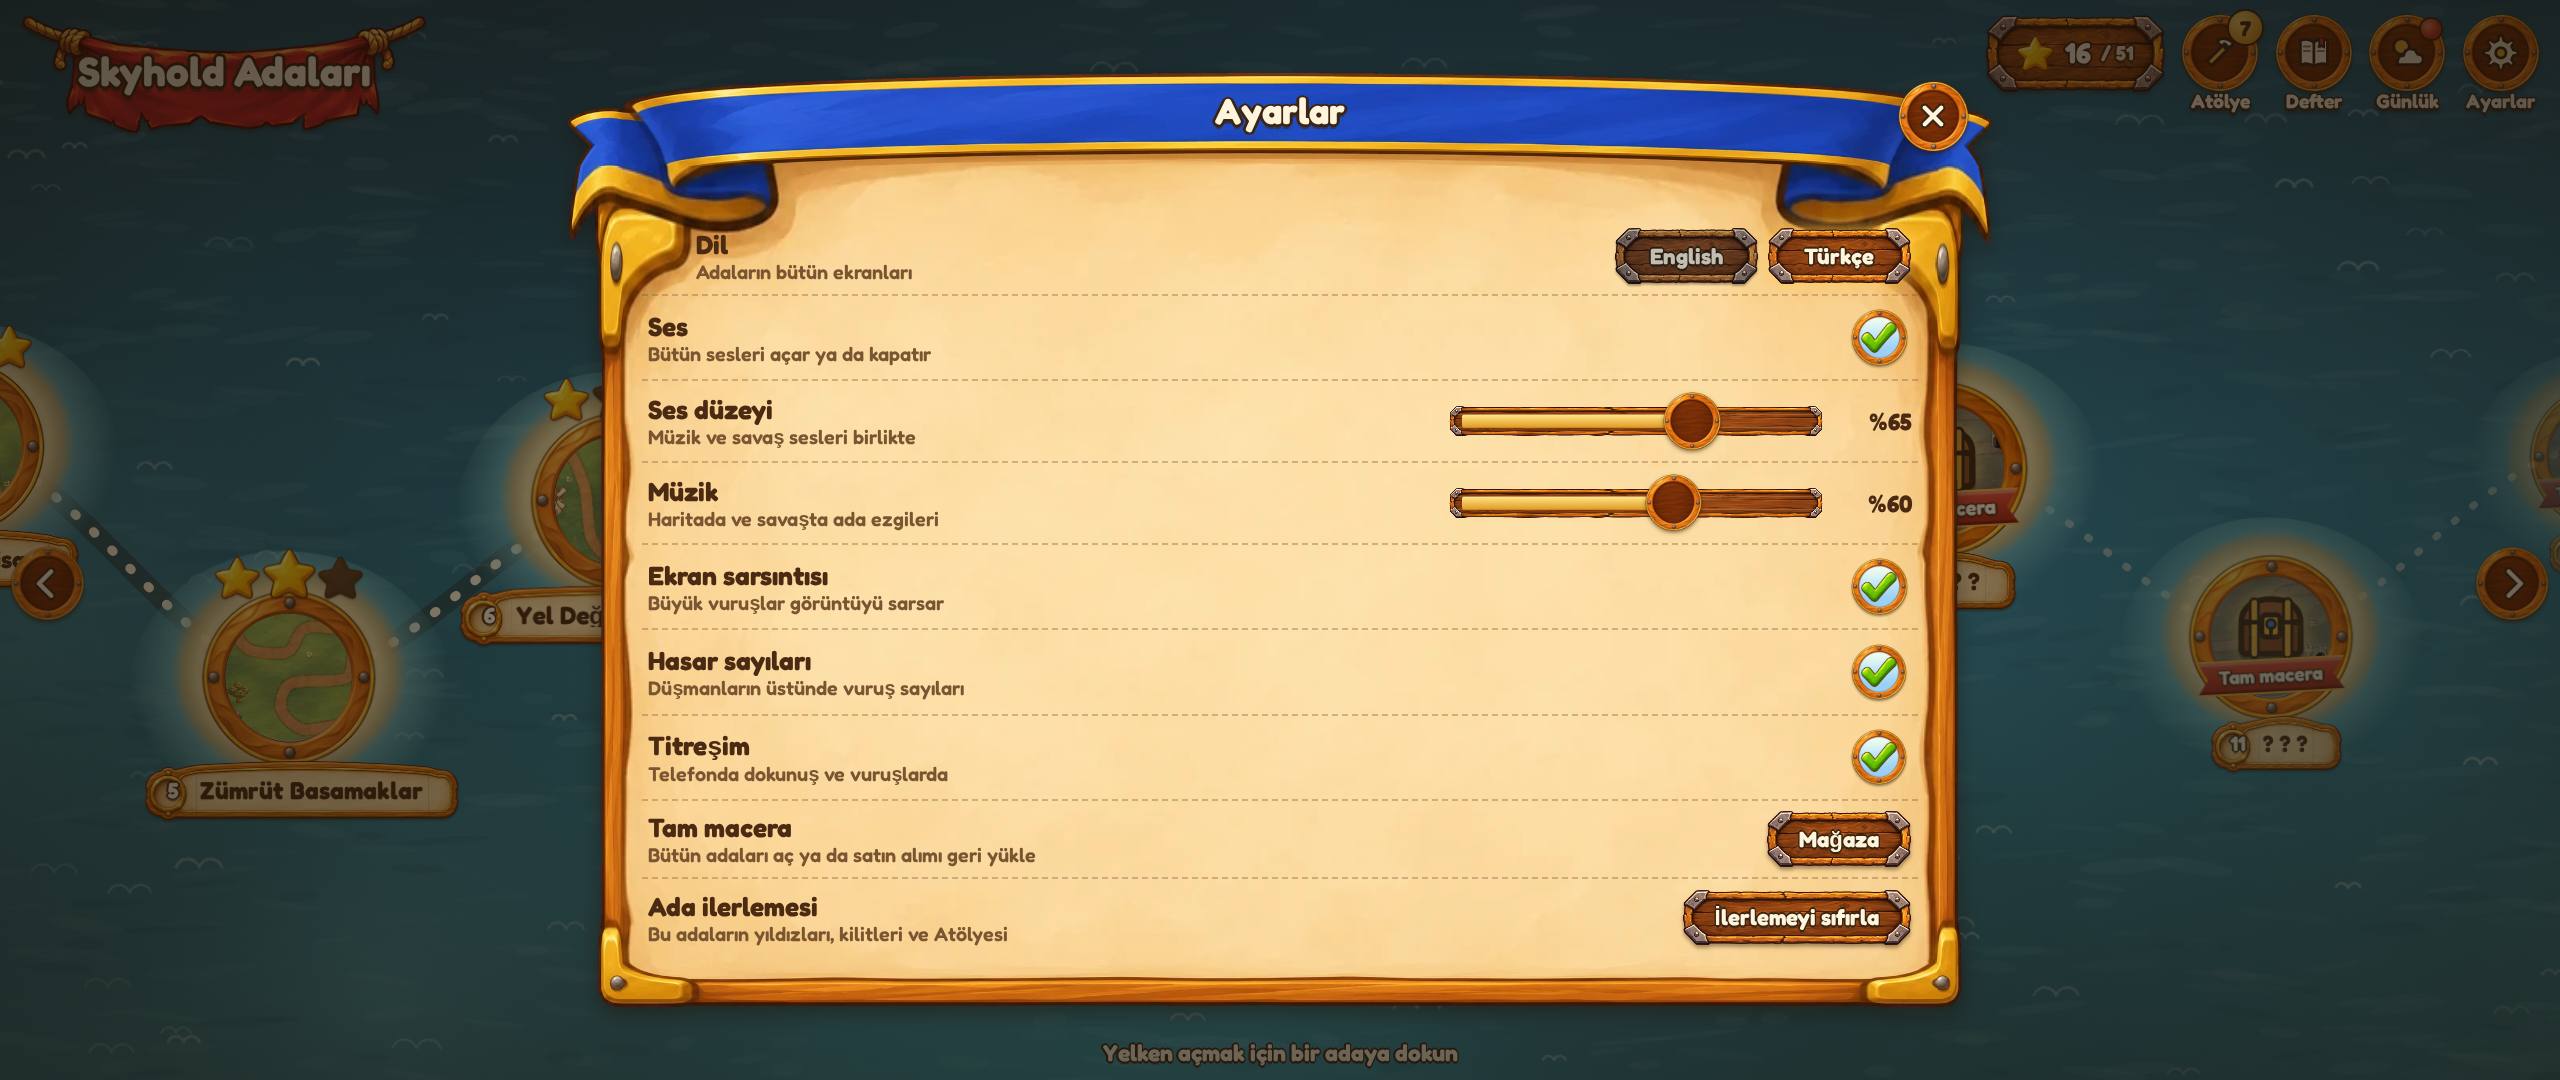 Skyhold Adaları
16 / 51
7
Atölye
Defter
Günlük
Ayarlar
Ayarlar
Dil
Adaların bütün ekranları
English
Türkçe
Ses
Bütün sesleri açar ya da kapatır
Ses düzeyi
Müzik ve savaş sesleri birlikte
%65
Müzik
Haritada ve savaşta ada ezgileri
%60
Ekran sarsıntısı
Büyük vuruşlar görüntüyü sarsar
Hasar sayıları
Düşmanların üstünde vuruş sayıları
Titreşim
Telefonda dokunuş ve vuruşlarda
Tam macera
Bütün adaları aç ya da satın alımı geri yükle
Mağaza
Ada ilerlemesi
Bu adaların yıldızları, kilitleri ve Atölyesi
İlerlemeyi sıfırla
6 Yel Değ
5 Zümrüt Basamaklar
cera
?
Tam macera
11 ???
Yelken açmak için bir adaya dokun